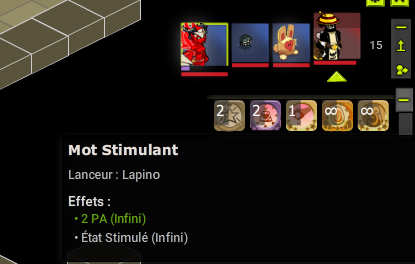 15
2 2 1 ∞ ∞
Mot Stimulant
Lanceur : Lapino
Effets :
• 2 PA (Infini)
• État Stimulé (Infini)